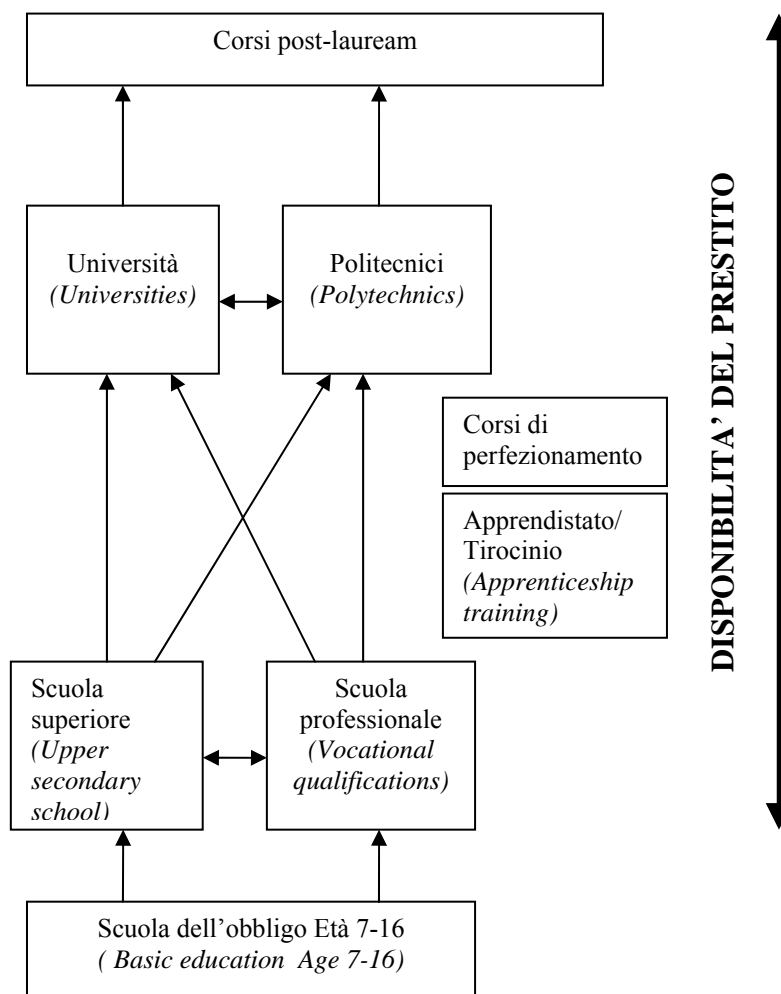 Corsi post-lauream
Università
(Universities)
Politecnici
(Polytechnics)
Corsi di
perfezionamento
Apprendistato/
Tirocinio
(Apprenticeship
training)
DISPONIBILITA’ DEL PRESTITO
Scuola
superiore
(Upper
secondary
school)
Scuola
professionale
(Vocational
qualifications)
Scuola dell’obbligo Età 7-16
( Basic education  Age 7-16)